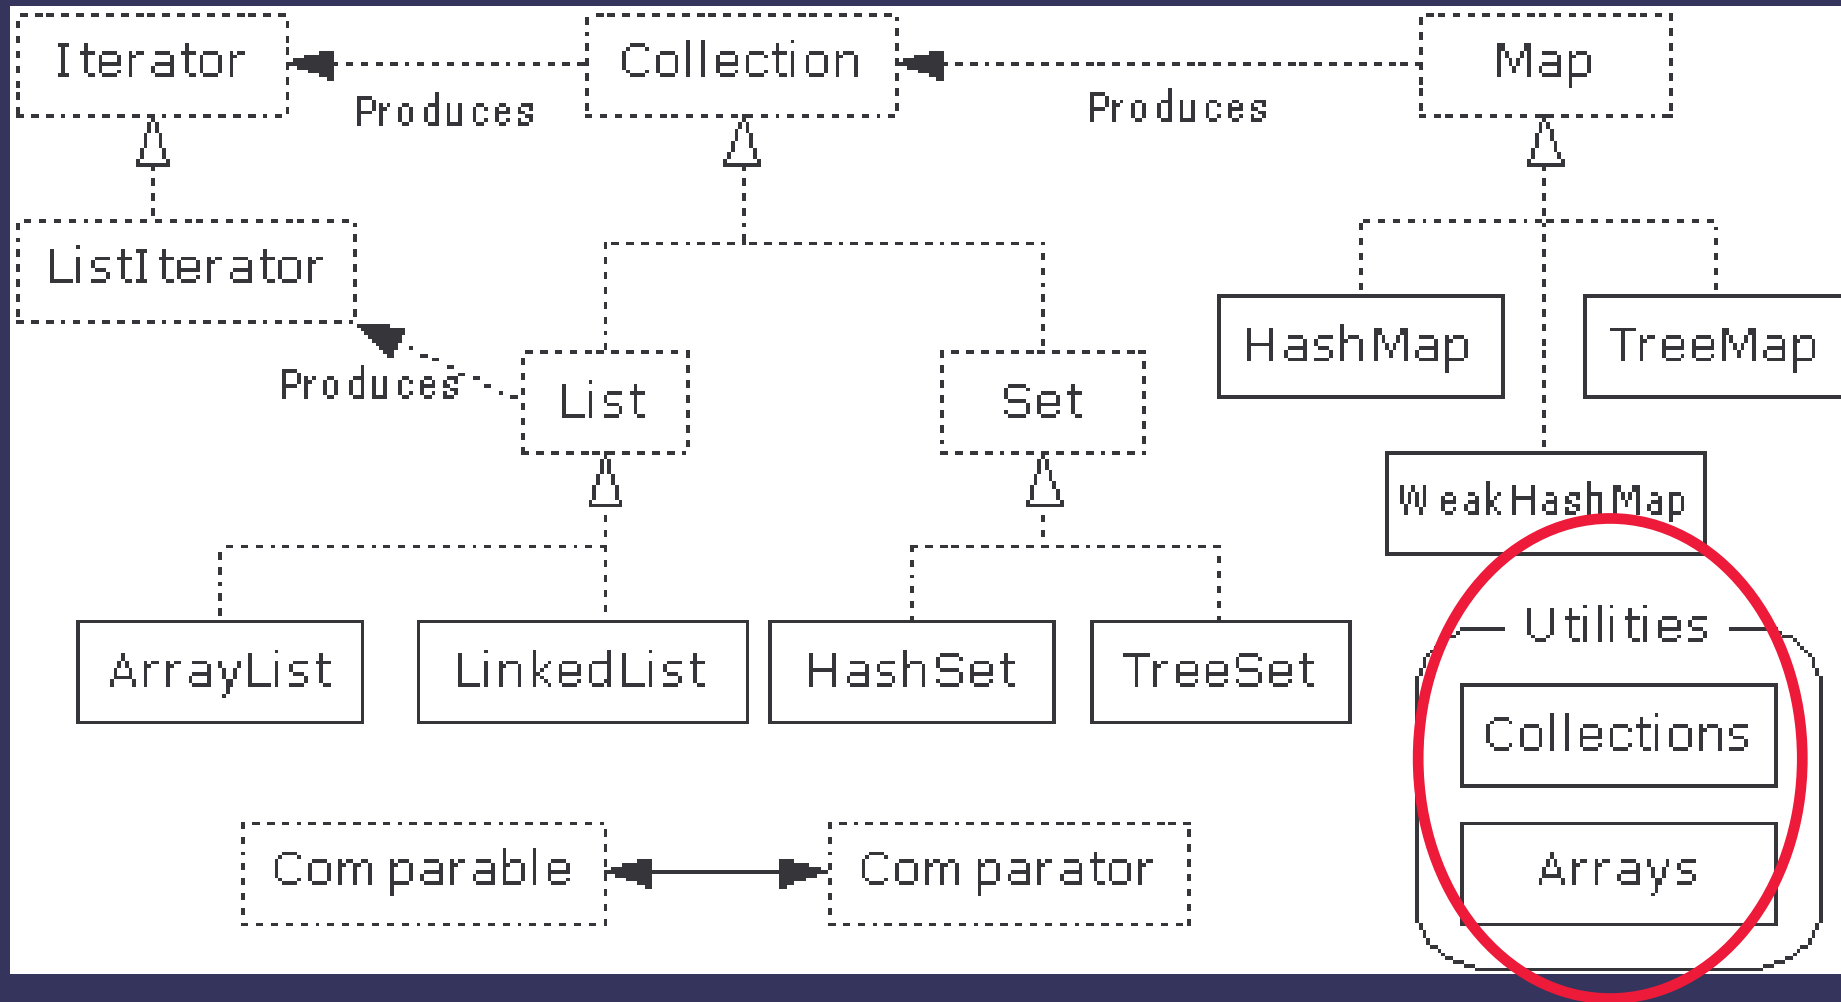 Iterator
Collection
Map
Produces
Produces
ListIterator
HashMap
TreeMap
Produces
List
Set
WeakHashMap
Utilities
ArrayList
LinkedList
HashSet
TreeSet
Collections
Comparable
Comparator
Arrays